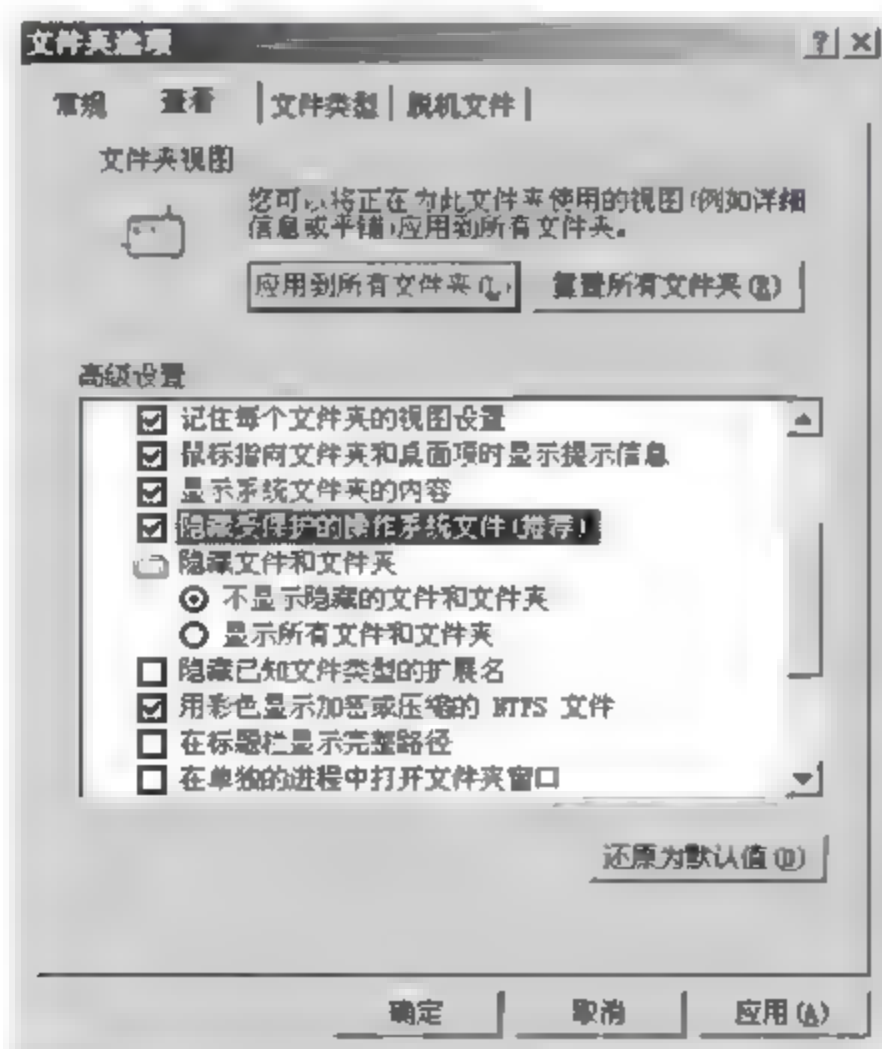 文件夹选项
常规 查看 文件类型 脱机文件
文件夹视图
您可以将正在为此文件夹使用的视图(例如详细
信息或平铺)应用到所有文件夹。
应用到所有文件夹(L) 重置所有文件夹(R)
高级设置
记住每个文件夹的视图设置
鼠标指向文件夹和桌面项时显示提示信息
显示系统文件夹的内容
隐藏受保护的操作系统文件(推荐)
隐藏文件和文件夹
不显示隐藏的文件和文件夹
显示所有文件和文件夹
隐藏已知文件类型的扩展名
用彩色显示加密或压缩的 NTFS 文件
在标题栏显示完整路径
在单独的进程中打开文件夹窗口
还原为默认值(D)
确定 取消 应用(A)